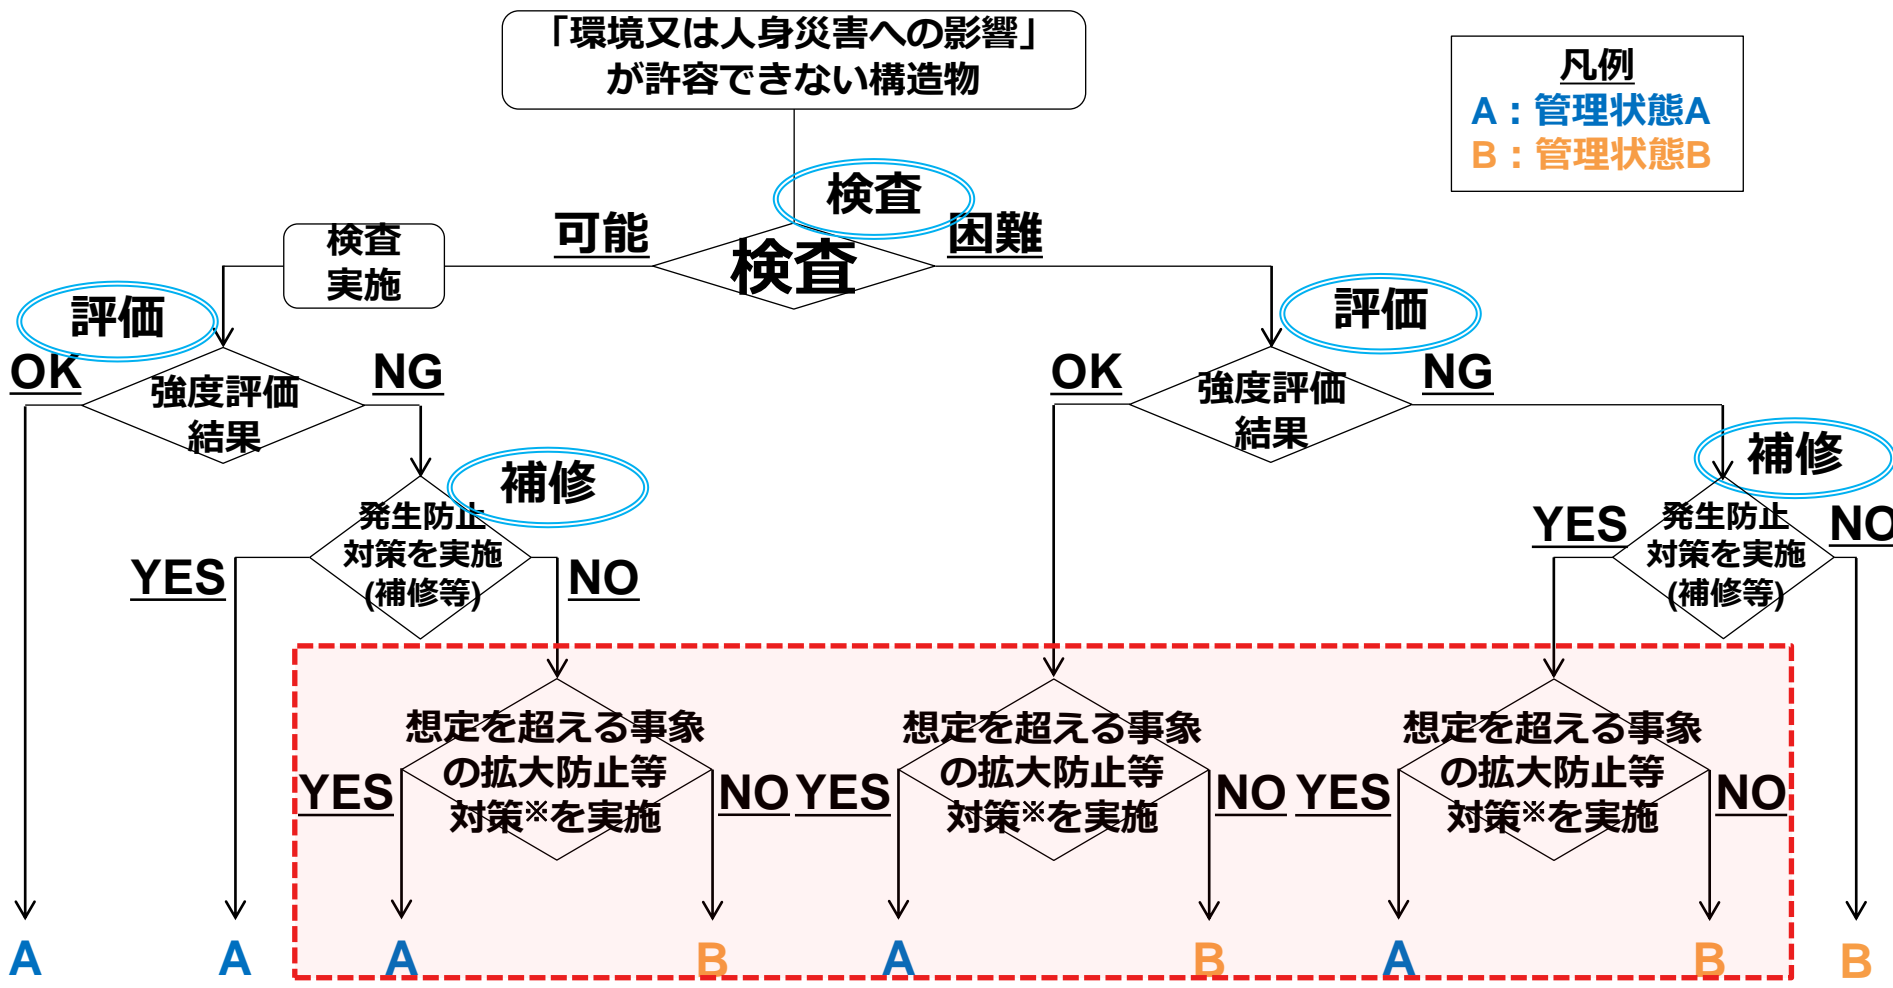 「環境又は人身災害への影響」
が許容できない構造物
凡例
A：管理状態A
B：管理状態B
検査
可能
困難
検査
検査
実施
評価
評価
OK
NG
強度評価
結果
OK
NG
強度評価
結果
補修
補修
発生防止
対策を実施
(補修等)
YES
NO
発生防止
対策を実施
(補修等)
YES
NO
想定を超える事象
の拡大防止等
対策※を実施
YES
NO
想定を超える事象
の拡大防止等
対策※を実施
YES
NO
想定を超える事象
の拡大防止等
対策※を実施
YES
NO
A
A
A
B
A
B
A
B
B